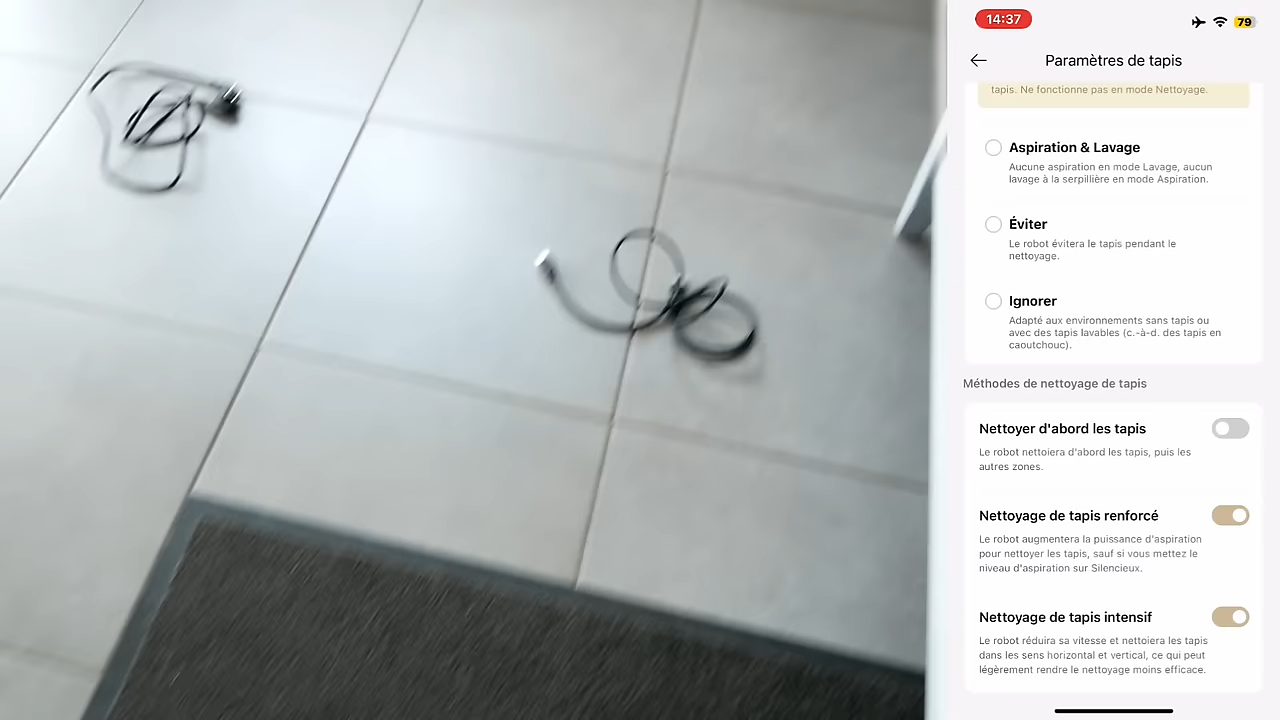 14:37
79
Paramètres de tapis
tapis. Ne fonctionne pas en mode Nettoyage.
Aspiration & Lavage
Aucune aspiration en mode Lavage, aucun
lavage à la serpillière en mode Aspiration.
Éviter
Le robot évitera le tapis pendant le
nettoyage.
Ignorer
Adapté aux environnements sans tapis ou
avec des tapis lavables (c.-à-d. des tapis en
caoutchouc).
Méthodes de nettoyage de tapis
Nettoyer d'abord les tapis
Le robot nettoiera d'abord les tapis, puis les
autres zones.
Nettoyage de tapis renforcé
Le robot augmentera la puissance d'aspiration
pour nettoyer les tapis, sauf si vous mettez le
niveau d'aspiration sur Silencieux.
Nettoyage de tapis intensif
Le robot réduira sa vitesse et nettoiera les tapis
dans les sens horizontal et vertical, ce qui peut
légèrement rendre le nettoyage moins efficace.